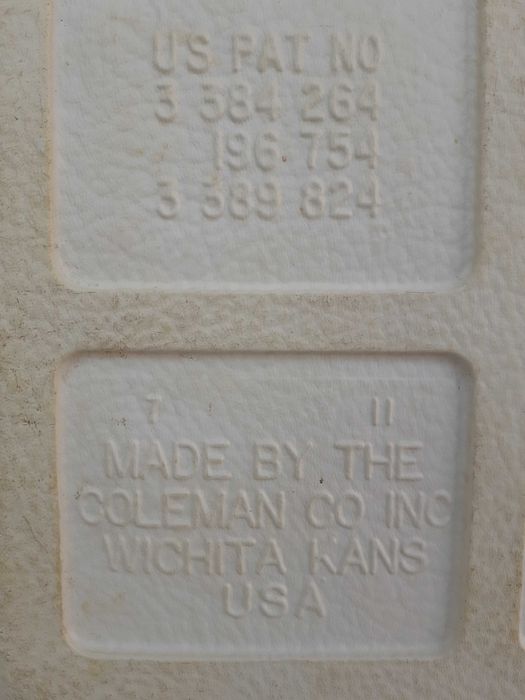 U'S PAT NO
3 384 264
196 754
3 389 824
7 11
MADE BY THE
COLEMAN CO INC
WICHITA KANS
USA